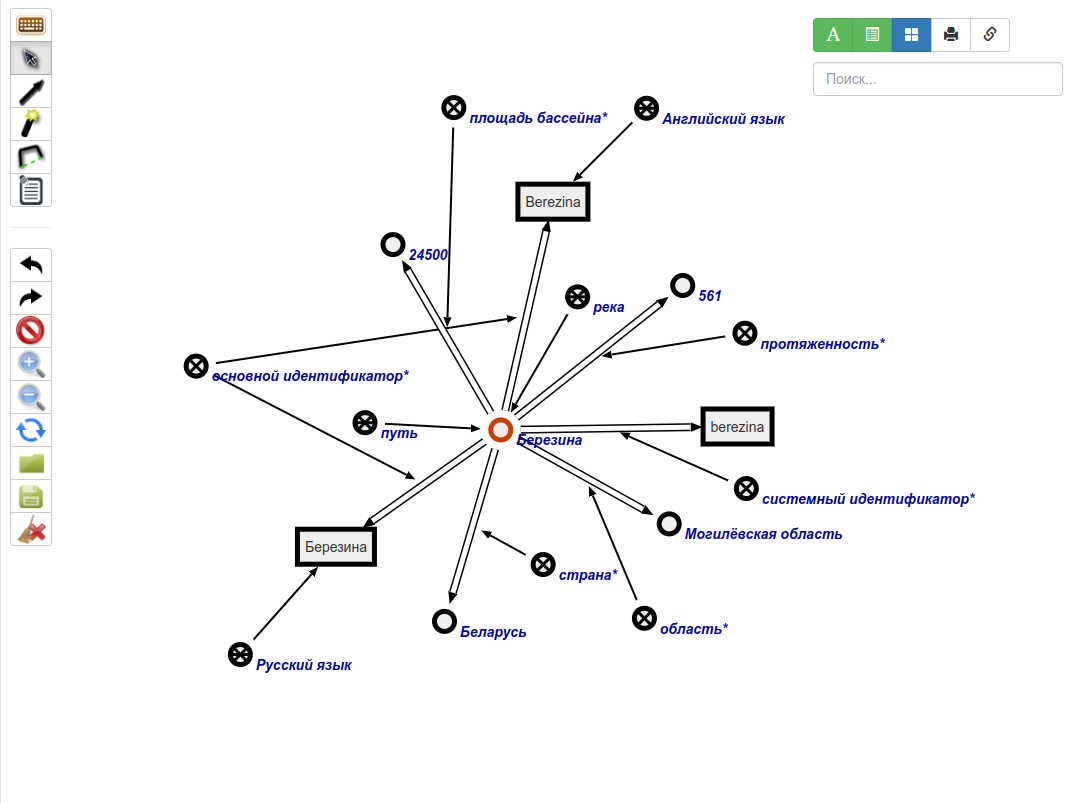 A
Поиск...
площадь бассейна*
Английский язык
Berezina
24500
561
река
протяженность*
основной идентификатор*
путь
Березина
berezina
системный идентификатор*
Могилёвская область
Березина
страна*
Беларусь
область*
Русский язык